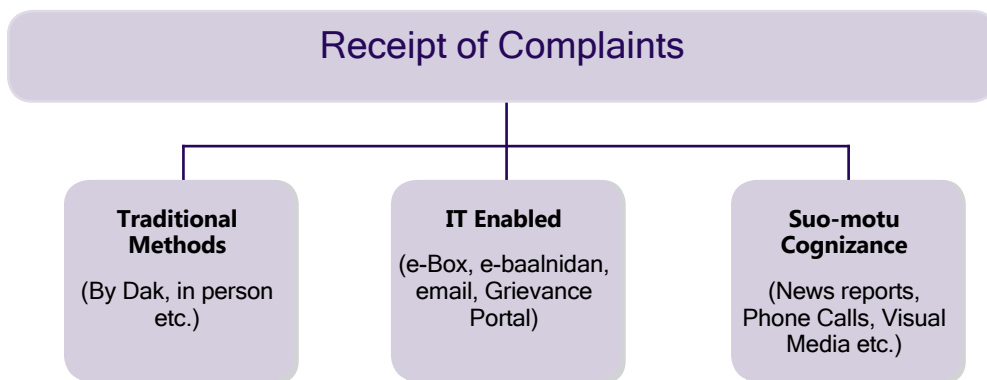 Receipt of Complaints
Traditional
Methods
(By Dak, in person
etc.)
IT Enabled
(e-Box, e-baalnidan,
email, Grievance
Portal)
Suo-motu
Cognizance
(News reports,
Phone Calls, Visual
Media etc.)